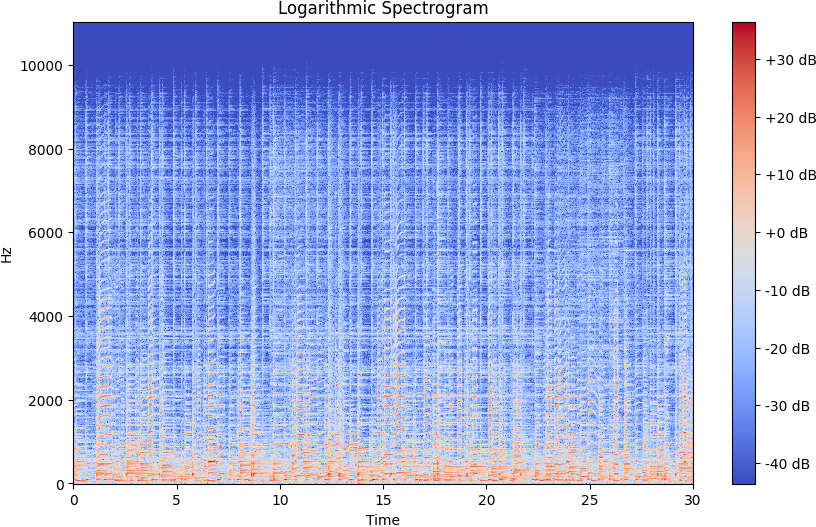 Logarithmic Spectrogram
Hz
10000
8000
6000
4000
2000
0
0 5 10 15 20 25 30
Time
+30 dB
+20 dB
+10 dB
+0 dB
-10 dB
-20 dB
-30 dB
-40 dB